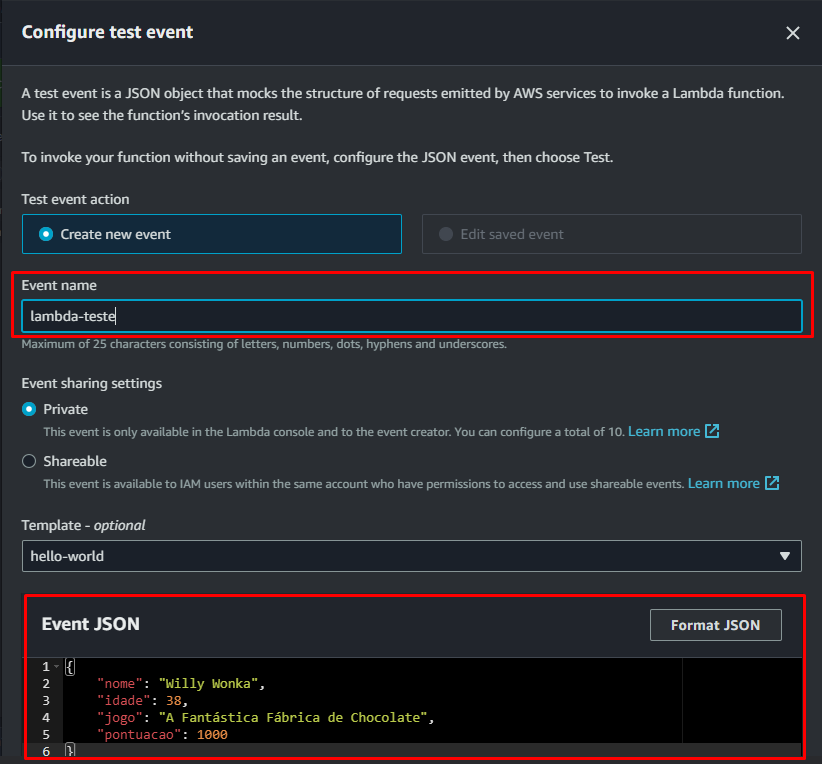 Configure test event
A test event is a JSON object that mocks the structure of requests emitted by AWS services to invoke a Lambda function.
Use it to see the function's invocation result.
To invoke your function without saving an event, configure the JSON event, then choose Test.
Test event action
Create new event
Edit saved event
Event name
lambda-teste
Maximum of 25 characters consisting of letters, numbers, dots, hyphens and underscores.
Event sharing settings
Private
This event is only available in the Lambda console and to the event creator. You can configure a total of 10. Learn more
Shareable
This event is available to IAM users within the same account who have permissions to access and use shareable events. Learn more
Template - optional
hello-world
Event JSON
Format JSON
1 {
2 "nome": "Willy Wonka",
3 "idade": 38,
4 "jogo": "A Fantástica Fábrica de Chocolate",
5 "pontuacao": 1000
6 }